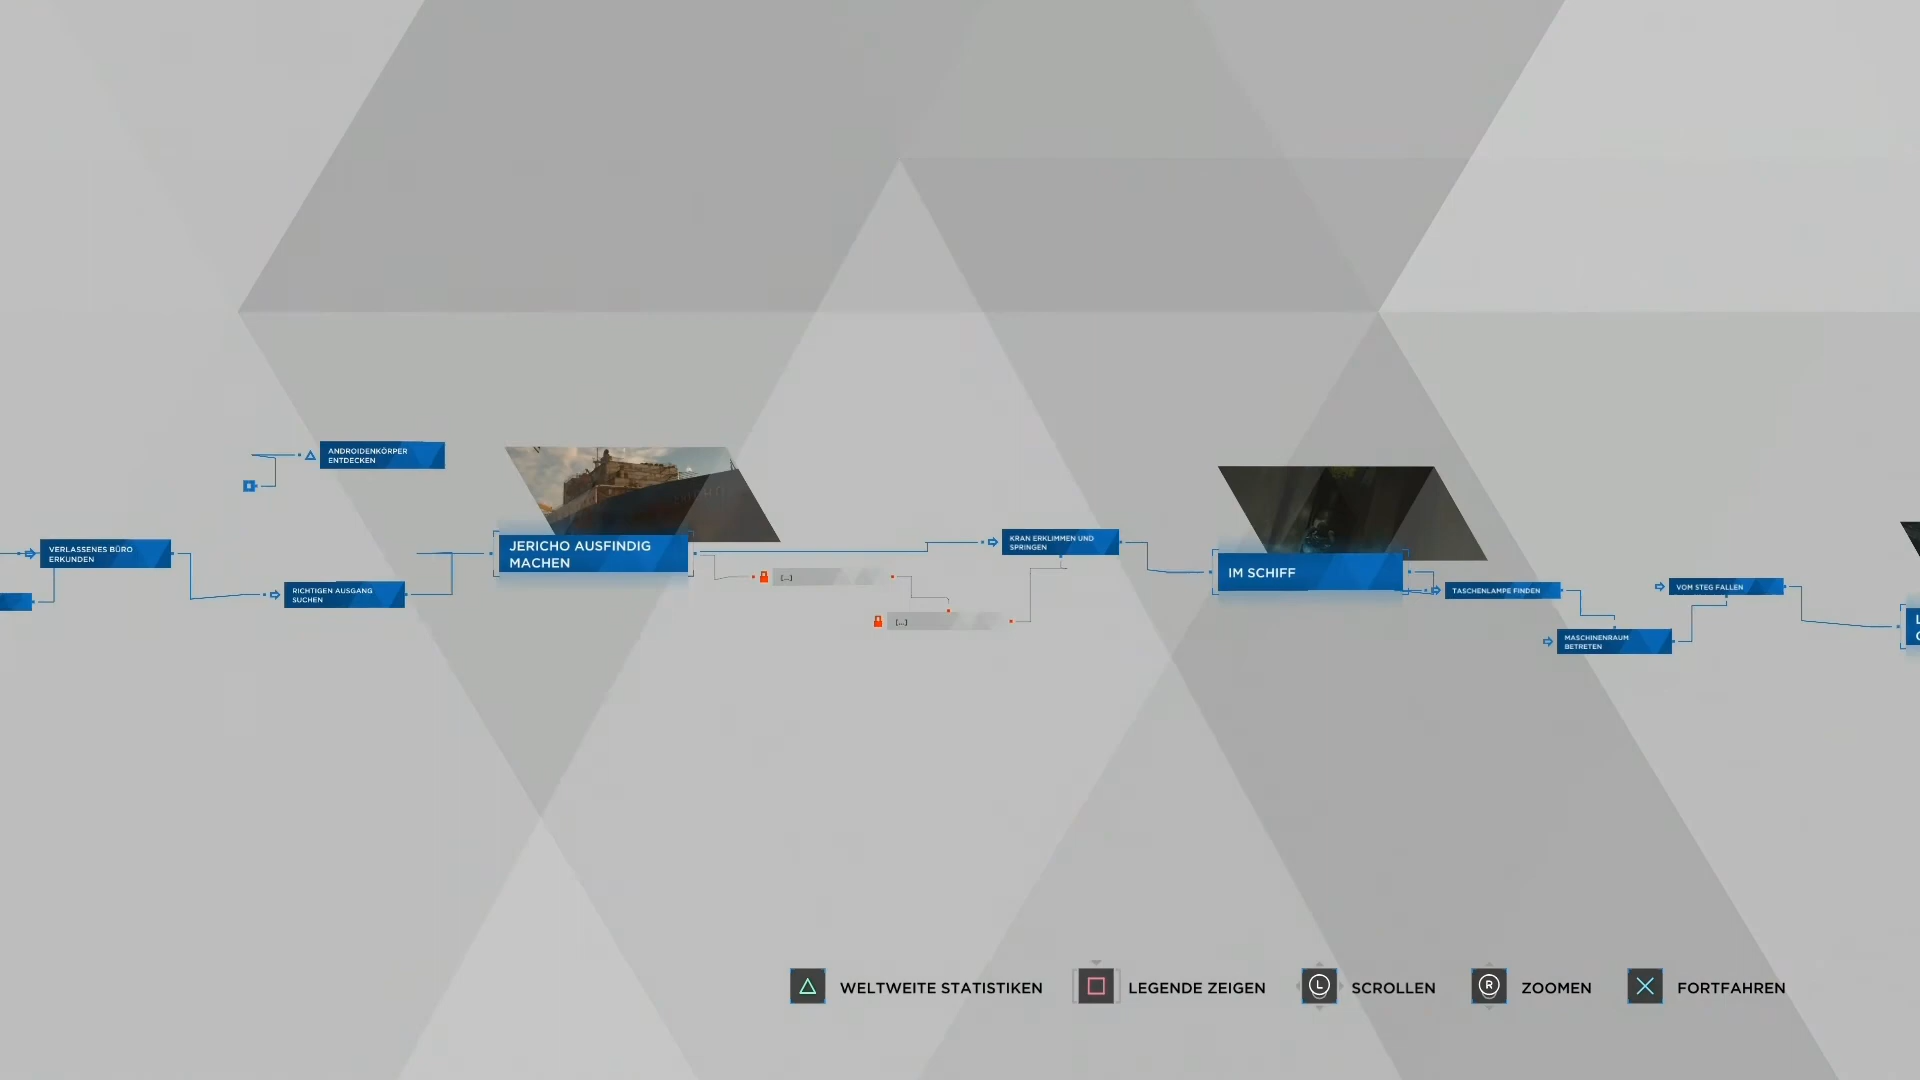 ANDROIDENKÖRPER
ENTDECKEN
VERLASSENES BÜRO
ERKUNDEN
RICHTIGEN AUSGANG
SUCHEN
JERICHO AUSFINDIG
MACHEN
[...]
[...]
KRAN ERKLIMMEN UND
SPRINGEN
IM SCHIFF
TASCHENLAMPE FINDEN
MASCHINENRAUM
BETRETEN
VOM STEG FALLEN
WELTWEITE STATISTIKEN
LEGENDE ZEIGEN
L SCROLLEN
R ZOOMEN
FORTFAHREN